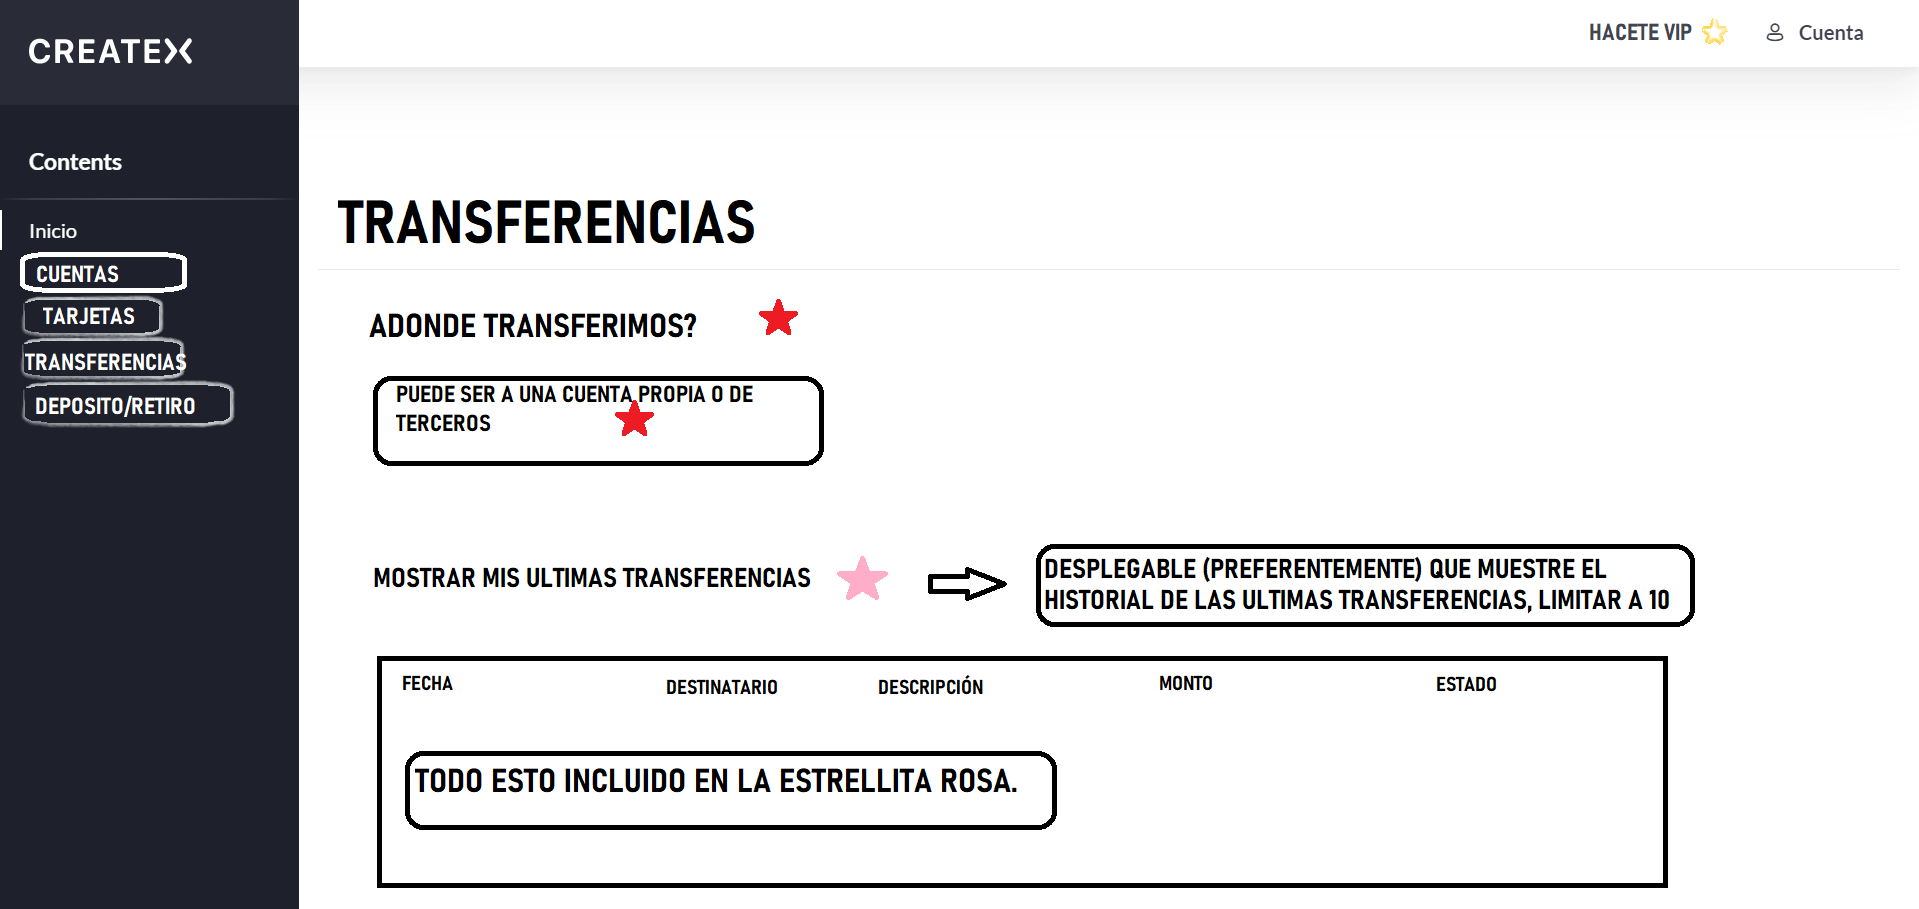 CREATEX
HACETE VIP
Cuenta
Contents
Inicio
CUENTAS
TARJETAS
TRANSFERENCIAS
DEPOSITO/RETIRO
TRANSFERENCIAS
ADONDE TRANSFERIMOS?
PUEDE SER A UNA CUENTA PROPIA O DE
TERCEROS
MOSTRAR MIS ULTIMAS TRANSFERENCIAS
DESPLEGABLE (PREFERENTEMENTE) QUE MUESTRE EL
HISTORIAL DE LAS ULTIMAS TRANSFERENCIAS, LIMITAR A 10
FECHA DESTINATARIO DESCRIPCIÓN MONTO ESTADO
TODO ESTO INCLUIDO EN LA ESTRELLITA ROSA.